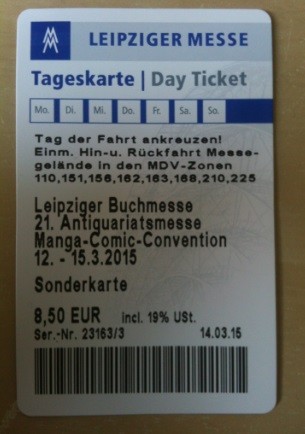 LEIPZIGER MESSE
Tageskarte | Day Ticket
Mo. Di. Mi. Do. Fr. Sa. So.
Tag der Fahrt ankreuzen!
Einm. Hin-u. Rückfahrt Messe-
gelände in den MDV-Zonen
110,151,156,162,163,168,210,225
Leipziger Buchmesse
21. Antiquariatsmesse
Manga-Comic-Convention
12. - 15.3.2015
Sonderkarte
8,50 EUR incl. 19% USt.
Ser.-Nr. 23163/3 14.03.15